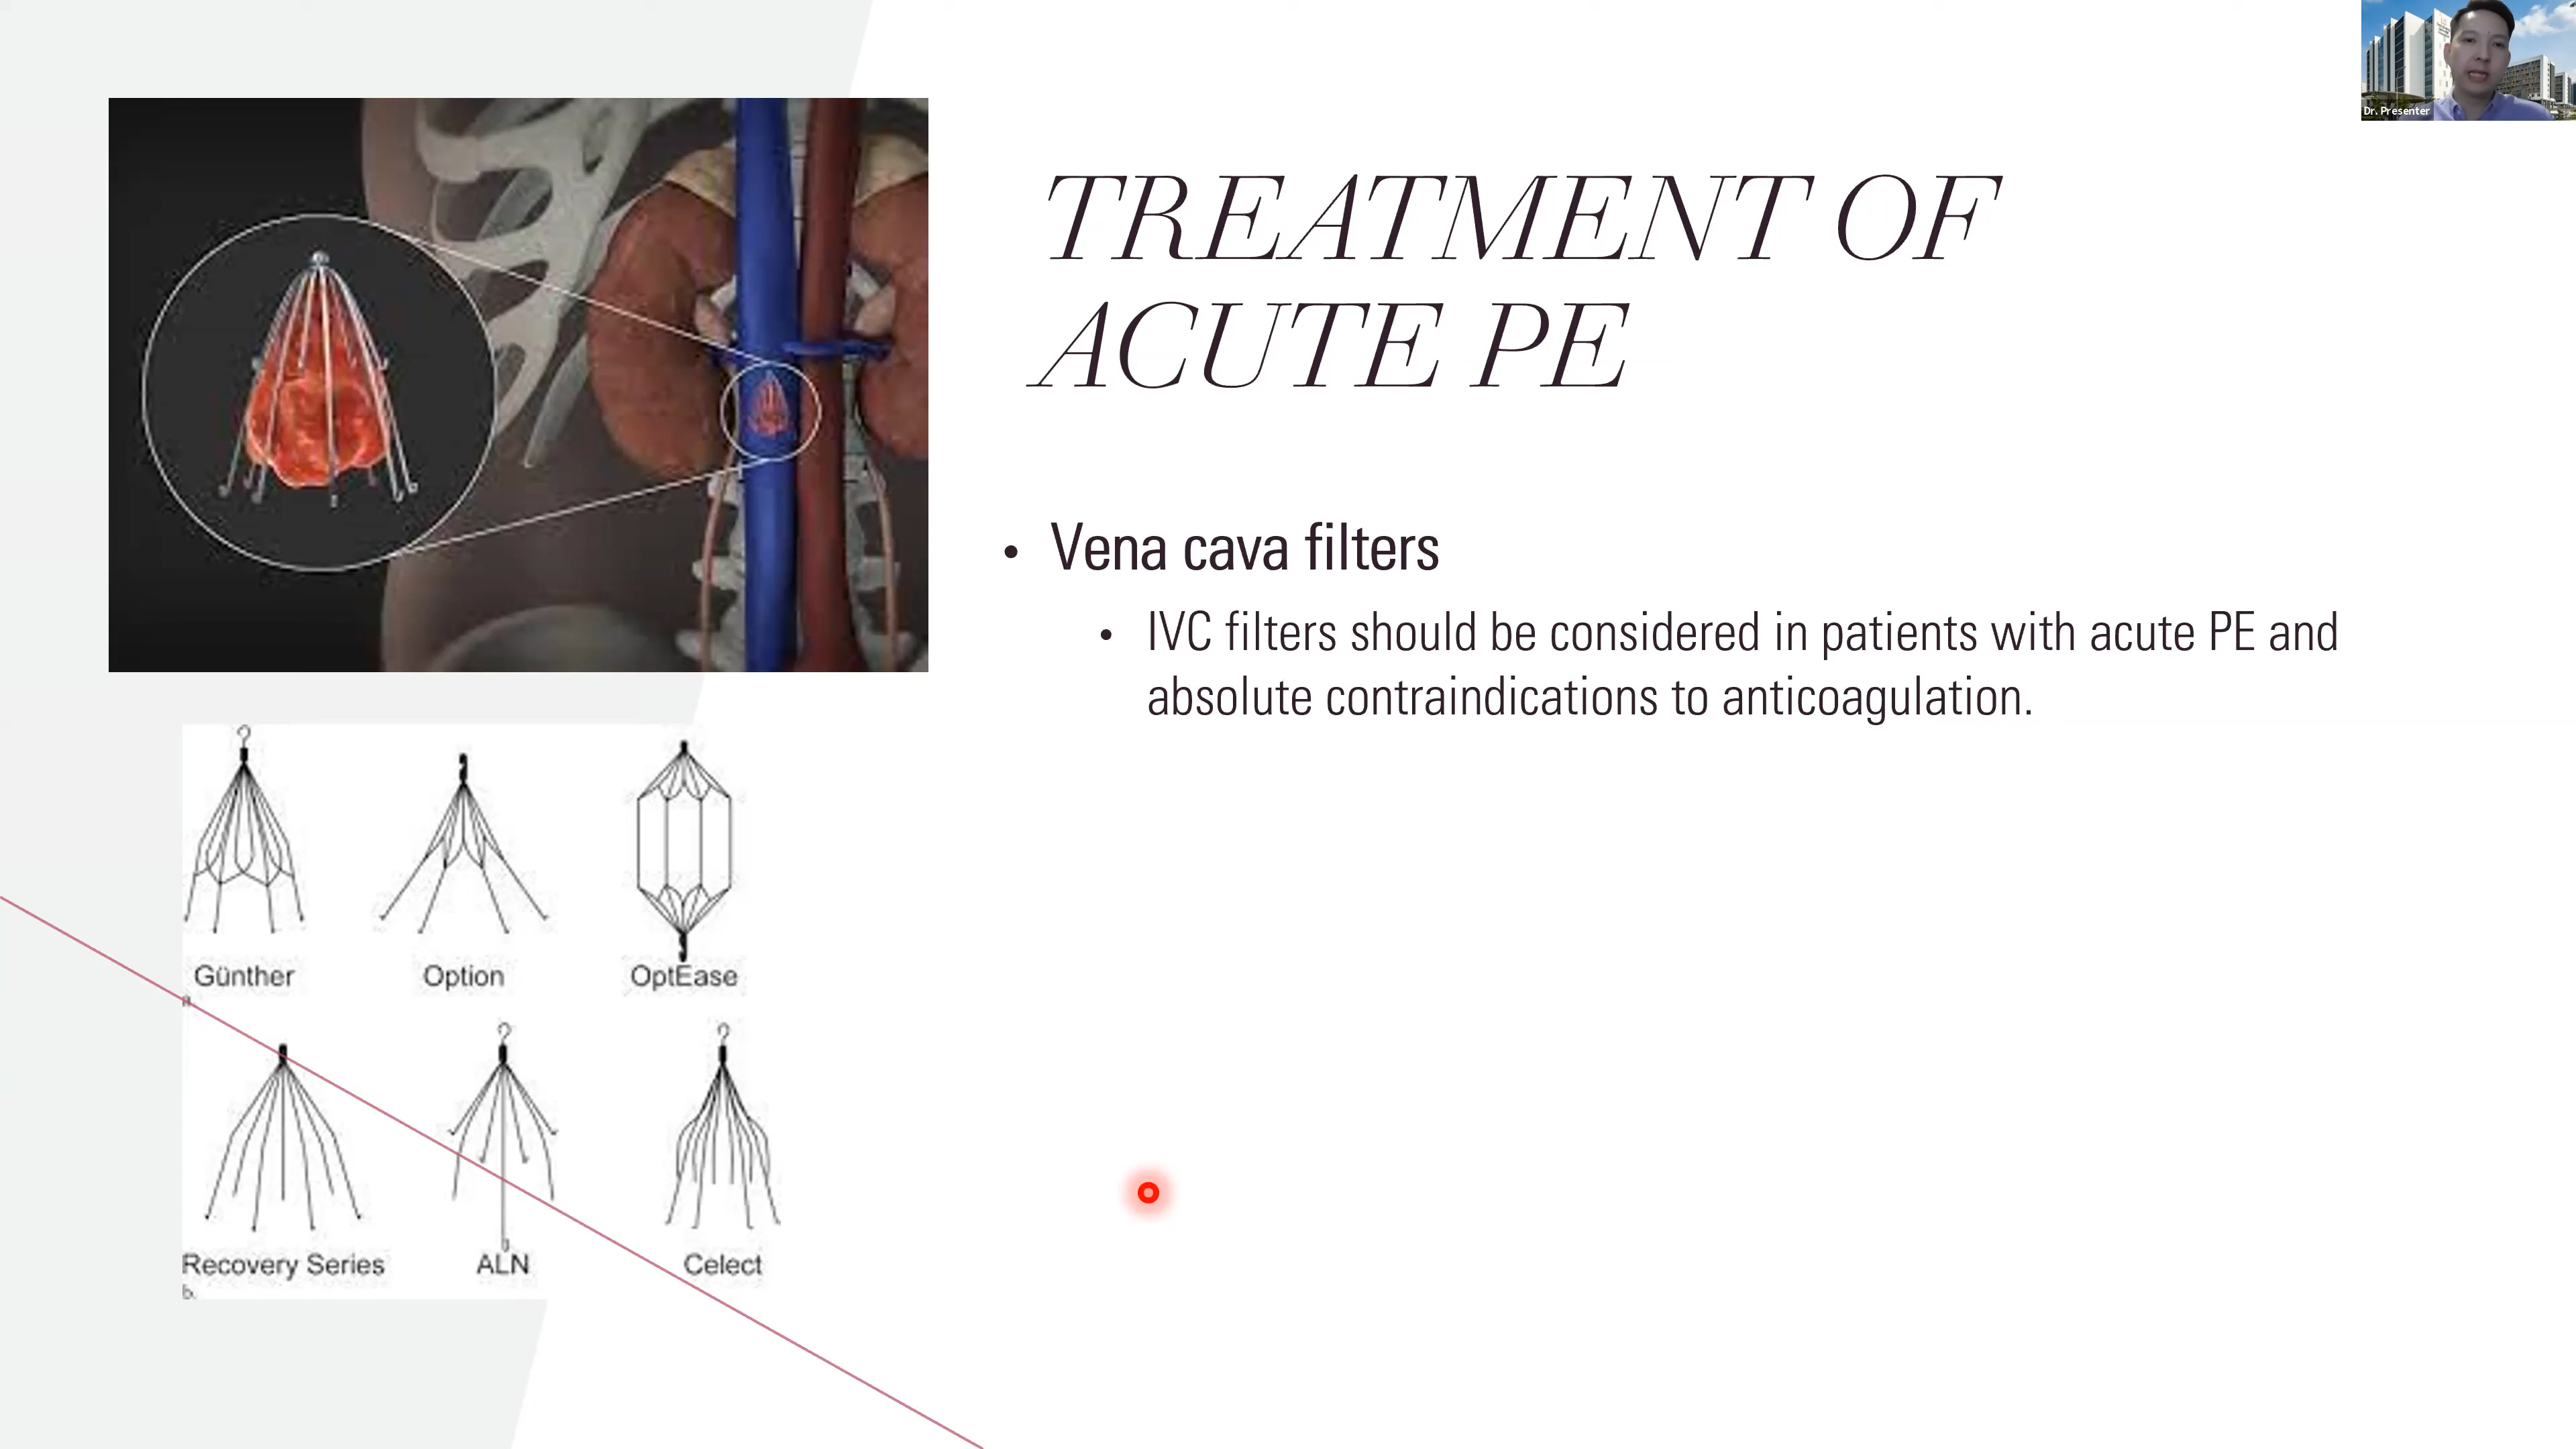 Dr. Presenter
TREATMENT OF
ACUTE PE
• Vena cava filters
• IVC filters should be considered in patients with acute PE and
absolute contraindications to anticoagulation.
Günther
Option
OptEase
a
Recovery Series
ALN
Celect
b.